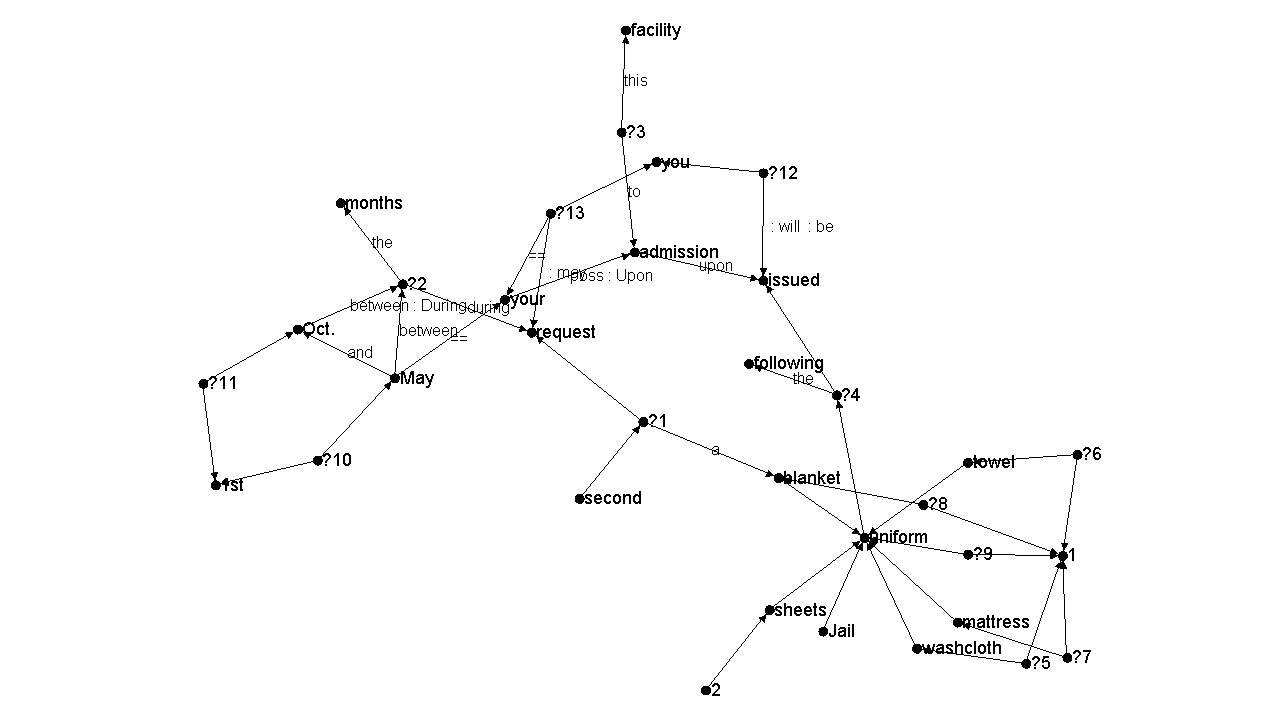 facility
this
?3
you
?12
to
months
?13
: will : be
the
==
admission
upon
: may
poss : Upon
issued
?2
your
between : During
during
Oct.
between
request
==
and
following
the
May
?11
?4
?1
a
towel
?6
?10
1st
blanket
second
?8
uniform
?9
1
sheets
mattress
Jail
washcloth
?5
?7
2